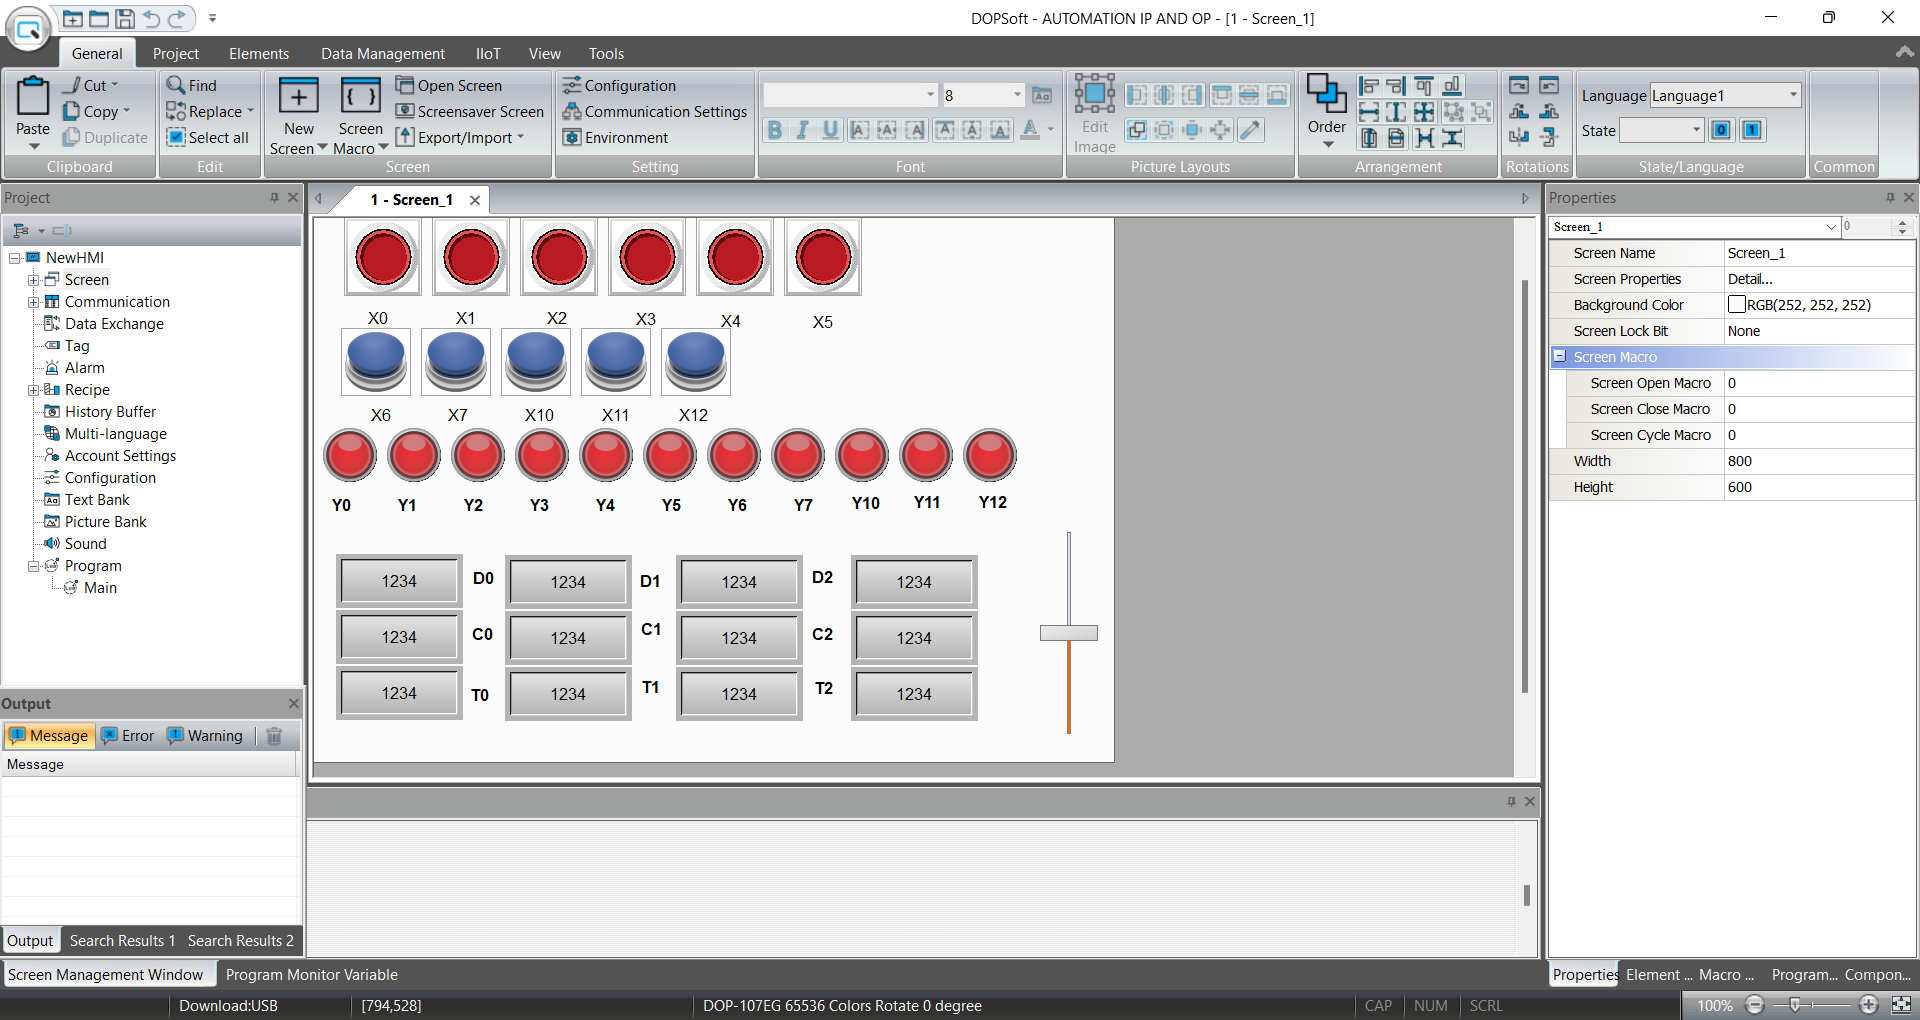 DOPSoft - AUTOMATION IP AND OP - [1 - Screen_1]
General Project Elements Data Management IIoT View Tools
Paste
Cut
Copy
Duplicate
Clipboard
Find
Replace
Select all
Edit
New Screen
Screen Macro
Open Screen
Screensaver Screen
Export/Import
Screen
Configuration
Communication Settings
Environment
Setting
8
B I U A A A A A A A
Font
Edit Image
Picture Layouts
Order
Arrangement
Rotations
Language Language1
State 0 1
State/Language
Common
Project
NewHMI
Screen
Communication
Data Exchange
Tag
Alarm
Recipe
History Buffer
Multi-language
Account Settings
Configuration
Text Bank
Picture Bank
Sound
Program
Main
Output
Message Error Warning
Message
Output Search Results 1 Search Results 2
Screen Management Window Program Monitor Variable
1 - Screen_1
X0 X1 X2 X3 X4 X5
X6 X7 X10 X11 X12
Y0 Y1 Y2 Y3 Y4 Y5 Y6 Y7 Y10 Y11 Y12
1234 D0 1234 D1 1234 D2 1234
1234 C0 1234 C1 1234 C2 1234
1234 T0 1234 T1 1234 T2 1234
Properties
Screen_1 0
Screen Name Screen_1
Screen Properties Detail...
Background Color RGB(252, 252, 252)
Screen Lock Bit None
Screen Macro
Screen Open Macro 0
Screen Close Macro 0
Screen Cycle Macro 0
Width 800
Height 600
Properties Element ... Macro ... Program... Compon...
Download:USB [794,528] DOP-107EG 65536 Colors Rotate 0 degree CAP NUM SCRL 100%